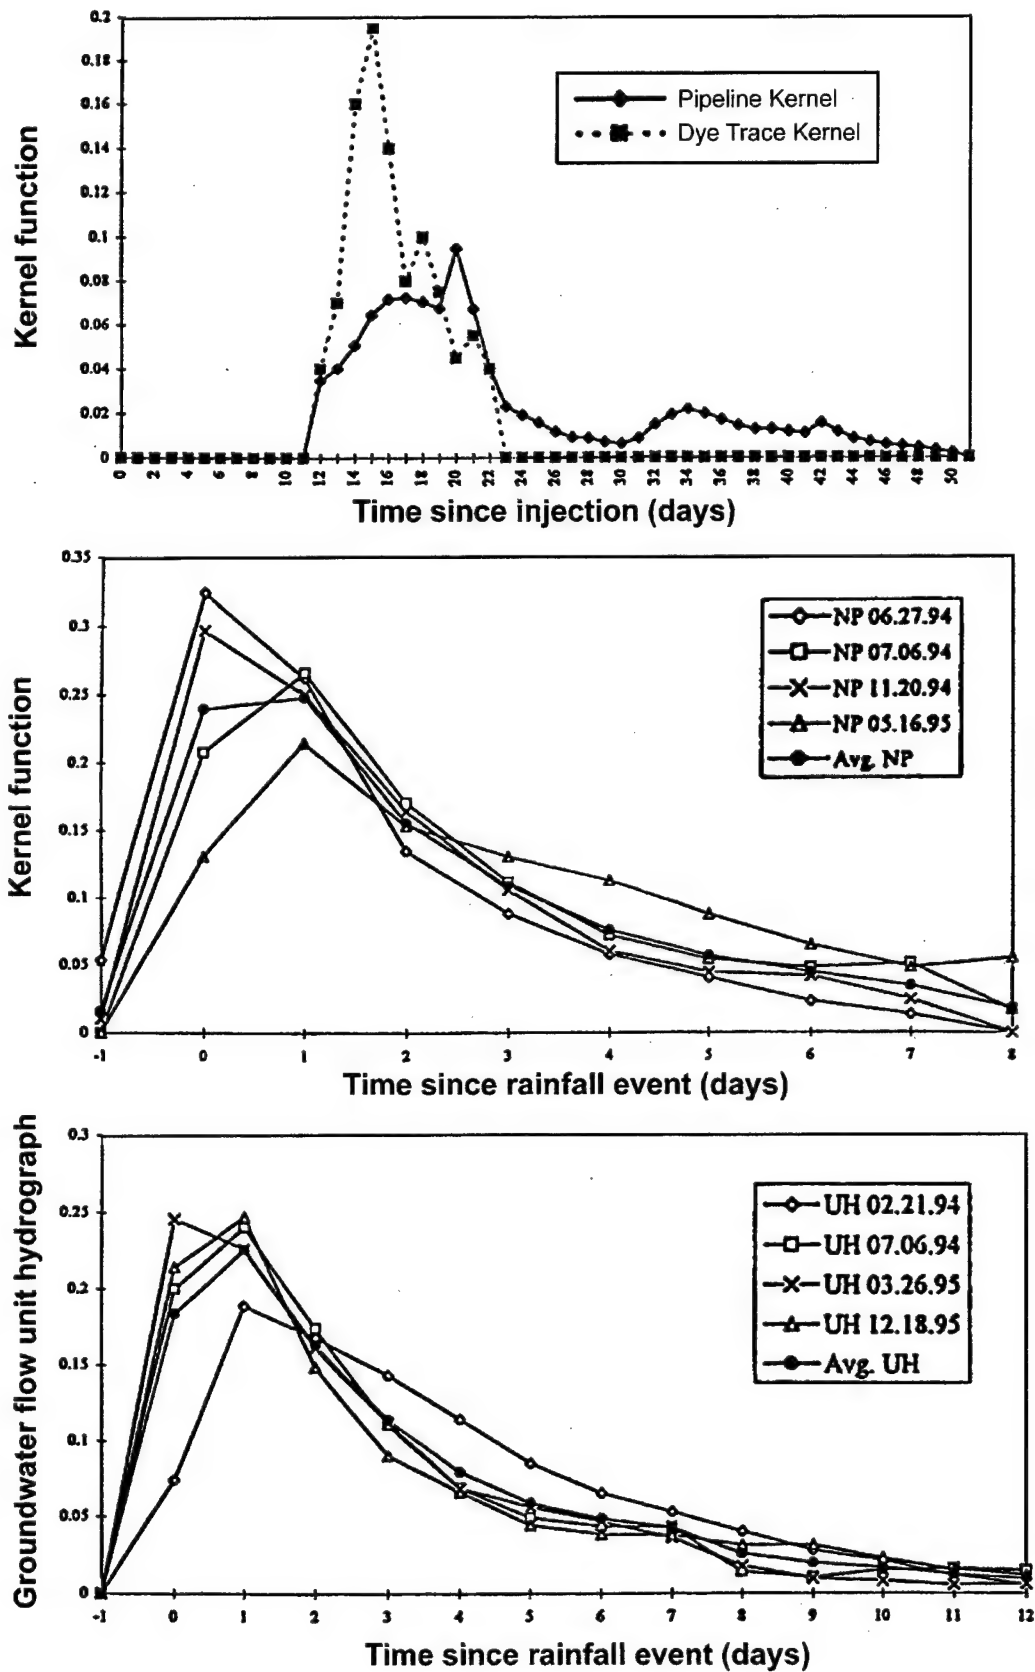 Kernel function
0.2
0.18
0.16
0.14
0.12
0.1
0.08
0.06
0.04
0.02
0
Pipeline Kernel
Dye Trace Kernel
0 2 4 6 8 10 12 14 16 18 20 22 24 26 28 30 32 34 36 38 40 42 44 46 48 50
Time since injection (days)
Kernel function
0.35
0.3
0.25
0.2
0.15
0.1
0.05
0
NP 06.27.94
NP 07.06.94
NP 11.20.94
NP 05.16.95
Avg. NP
-1 0 1 2 3 4 5 6 7 8
Time since rainfall event (days)
Groundwater flow unit hydrograph
0.3
0.25
0.2
0.15
0.1
0.05
0
UH 02.21.94
UH 07.06.94
UH 03.26.95
UH 12.18.95
Avg. UH
-1 0 1 2 3 4 5 6 7 8 9 10 11 12
Time since rainfall event (days)